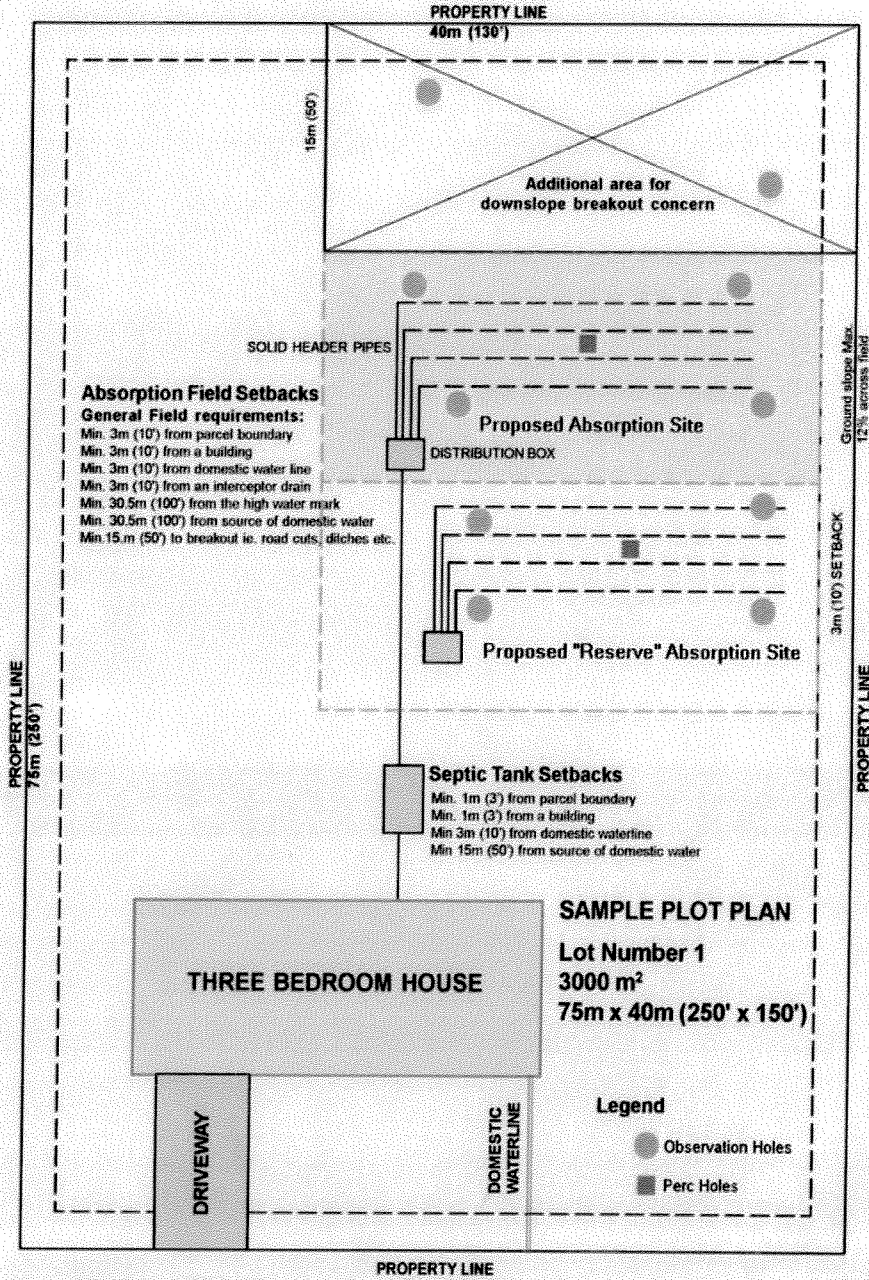 PROPERTY LINE
40m (130')
15m (50')
Additional area for
downslope breakout concern
SOLID HEADER PIPES
Ground slope Max.
12% across field
Absorption Field Setbacks
General Field requirements:
Min. 3m (10') from parcel boundary
Min. 3m (10') from a building
Min. 3m (10') from domestic water line
Min. 3m (10') from an interceptor drain
Min. 30.5m (100') from the high water mark
Min. 30.5m (100') from source of domestic water
Min.15.m (50') to breakout ie. road cuts, ditches etc.
Proposed Absorption Site
DISTRIBUTION BOX
3m (10') SETBACK
Proposed "Reserve" Absorption Site
PROPERTY LINE
75m (250')
PROPERTY LINE
Septic Tank Setbacks
Min. 1m (3') from parcel boundary
Min. 1m (3') from a building
Min 3m (10') from domestic waterline
Min 15m (50') from source of domestic water
SAMPLE PLOT PLAN
Lot Number 1
3000 m²
75m x 40m (250' x 150')
THREE BEDROOM HOUSE
DRIVEWAY
DOMESTIC
WATERLINE
Legend
Observation Holes
Perc Holes
PROPERTY LINE